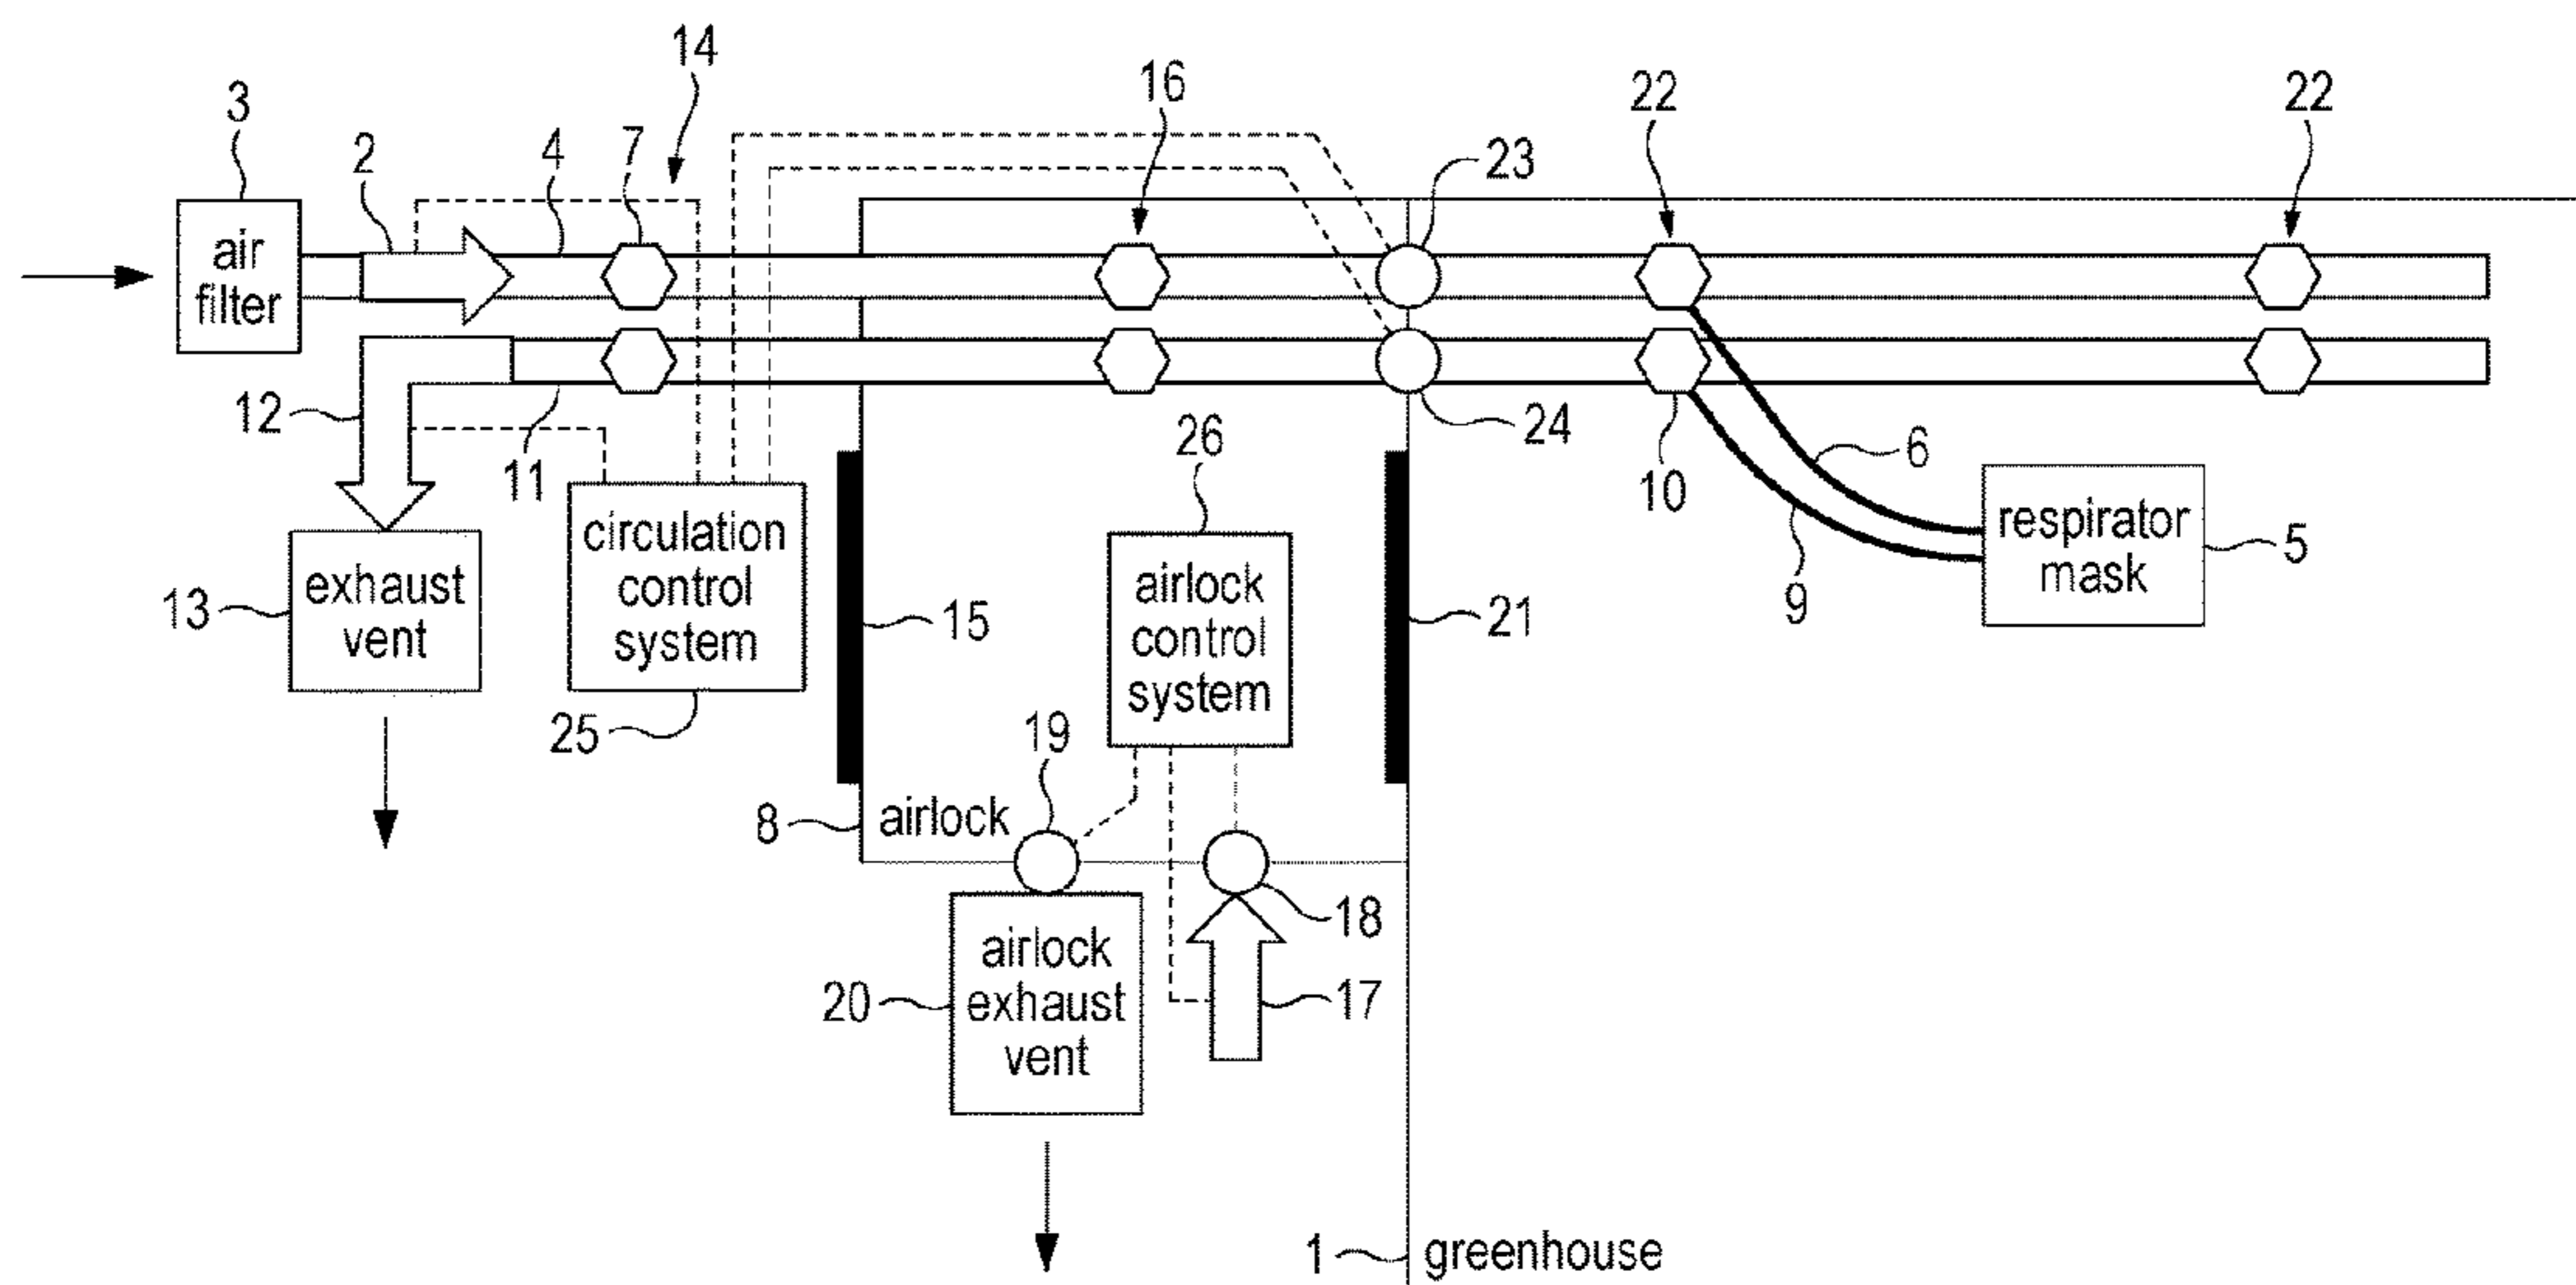 14
16
22
22
3
2
4
7
23
air
filter
24
12
11
26
6
10
respirator
mask
5
9
exhaust
vent
13
circulation
control
system
25
15
airlock
control
system
21
19
8
airlock
18
airlock
exhaust
vent
20
17
1
greenhouse